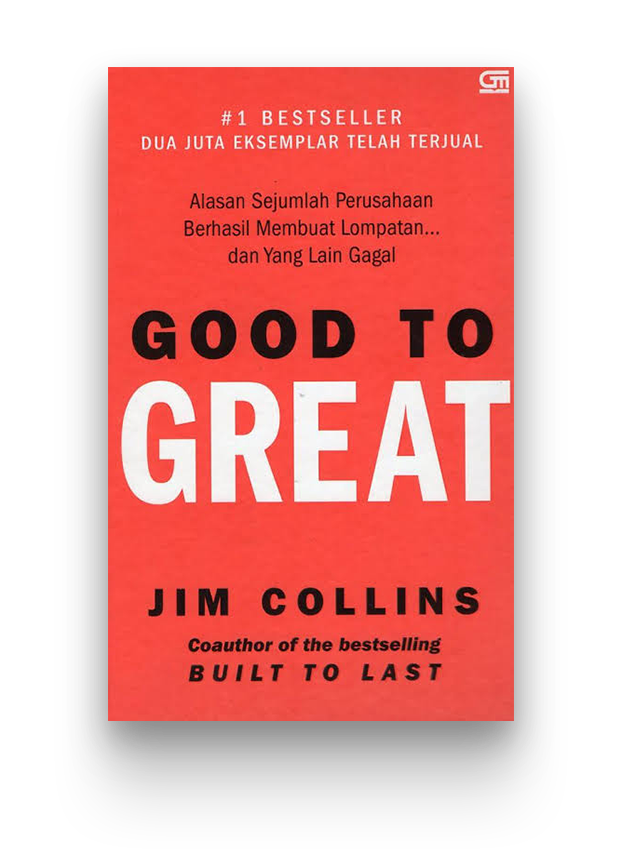 GM
#1 BESTSELLER
DUA JUTA EKSEMPLAR TELAH TERJUAL
Alasan Sejumlah Perusahaan
Berhasil Membuat Lompatan...
dan Yang Lain Gagal
GOOD TO
GREAT
JIM COLLINS
Coauthor of the bestselling
BUILT TO LAST